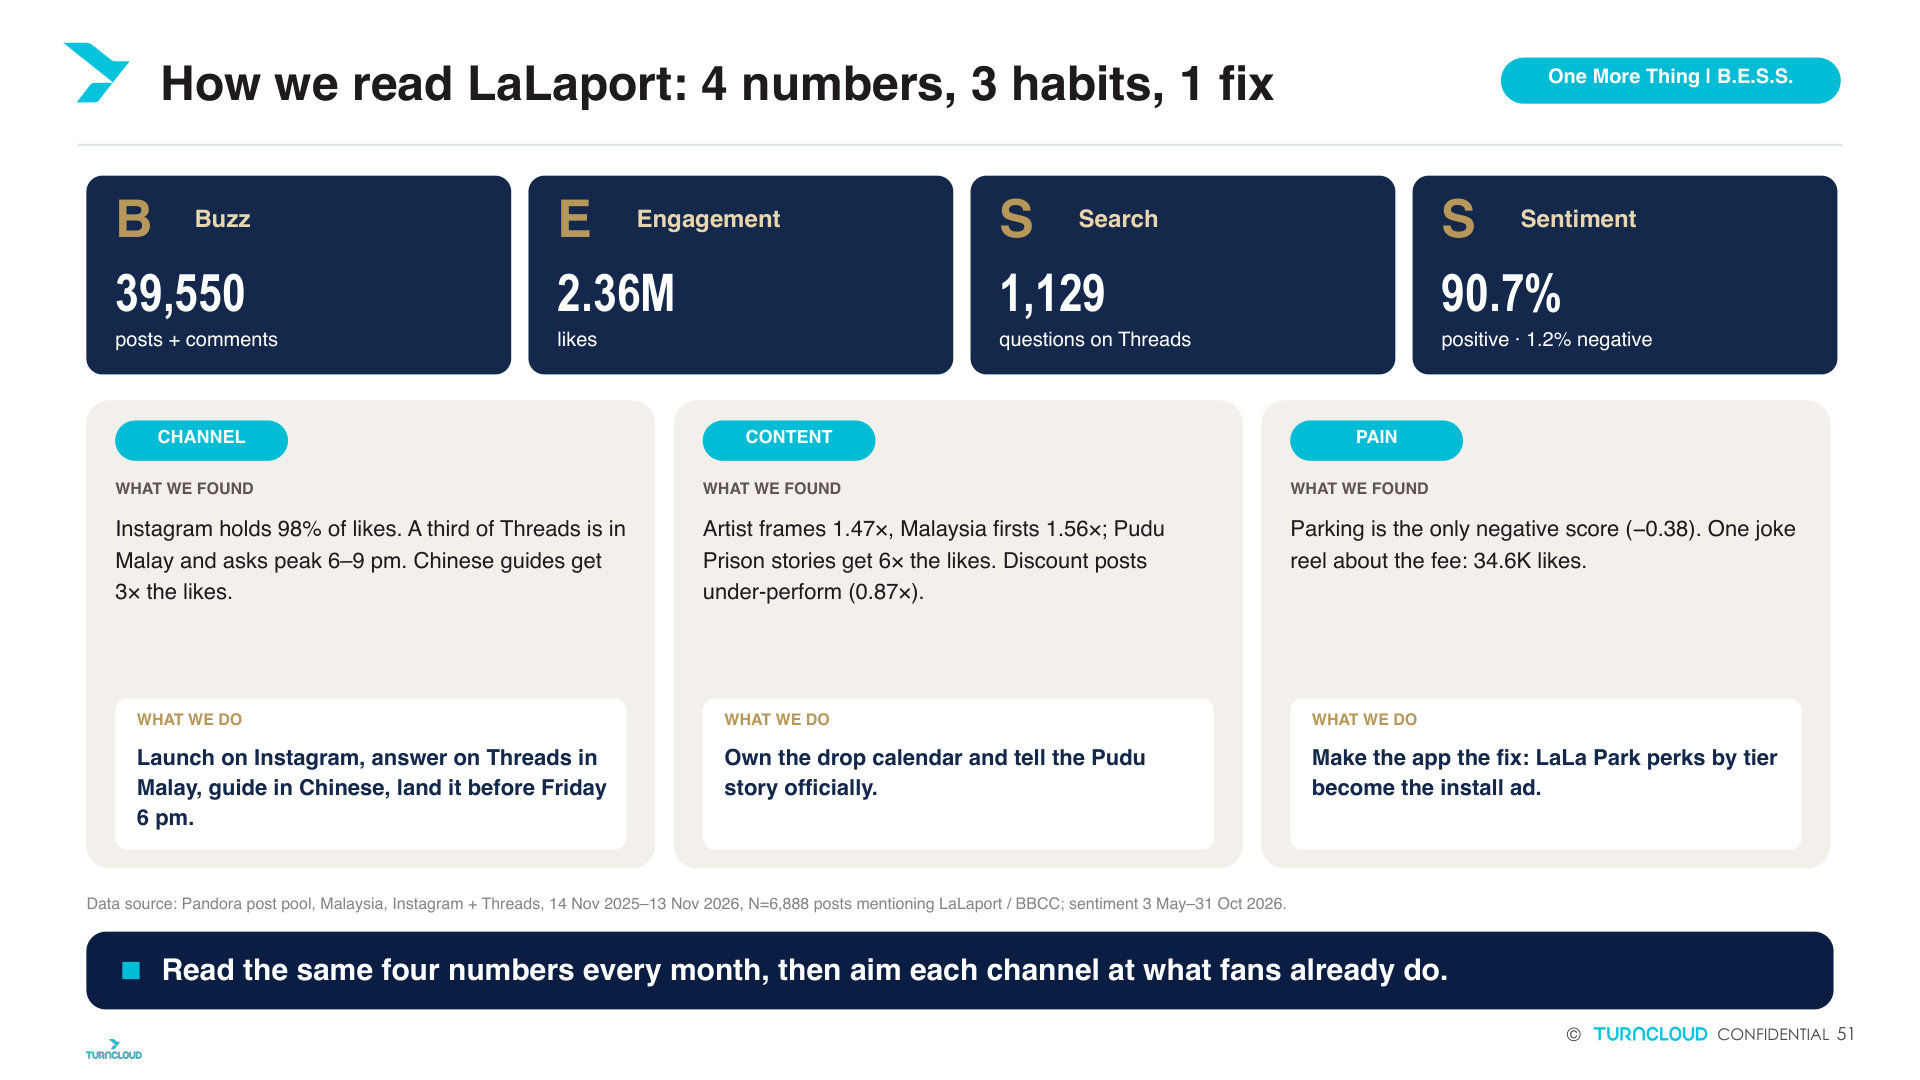 How we read LaLaport: 4 numbers, 3 habits, 1 fix
One More Thing | B.E.S.S.
B Buzz
39,550
posts + comments
E Engagement
2.36M
likes
S Search
1,129
questions on Threads
S Sentiment
90.7%
positive · 1.2% negative
CHANNEL
WHAT WE FOUND
Instagram holds 98% of likes. A third of Threads is in
Malay and asks peak 6–9 pm. Chinese guides get
3× the likes.
WHAT WE DO
Launch on Instagram, answer on Threads in
Malay, guide in Chinese, land it before Friday
6 pm.
CONTENT
WHAT WE FOUND
Artist frames 1.47×, Malaysia firsts 1.56×; Pudu
Prison stories get 6× the likes. Discount posts
under-perform (0.87×).
WHAT WE DO
Own the drop calendar and tell the Pudu
story officially.
PAIN
WHAT WE FOUND
Parking is the only negative score (−0.38). One joke
reel about the fee: 34.6K likes.
WHAT WE DO
Make the app the fix: LaLa Park perks by tier
become the install ad.
Data source: Pandora post pool, Malaysia, Instagram + Threads, 14 Nov 2025–13 Nov 2026, N=6,888 posts mentioning LaLaport / BBCC; sentiment 3 May–31 Oct 2026.
Read the same four numbers every month, then aim each channel at what fans already do.
TURNCLOUD
© TURNCLOUD CONFIDENTIAL 51